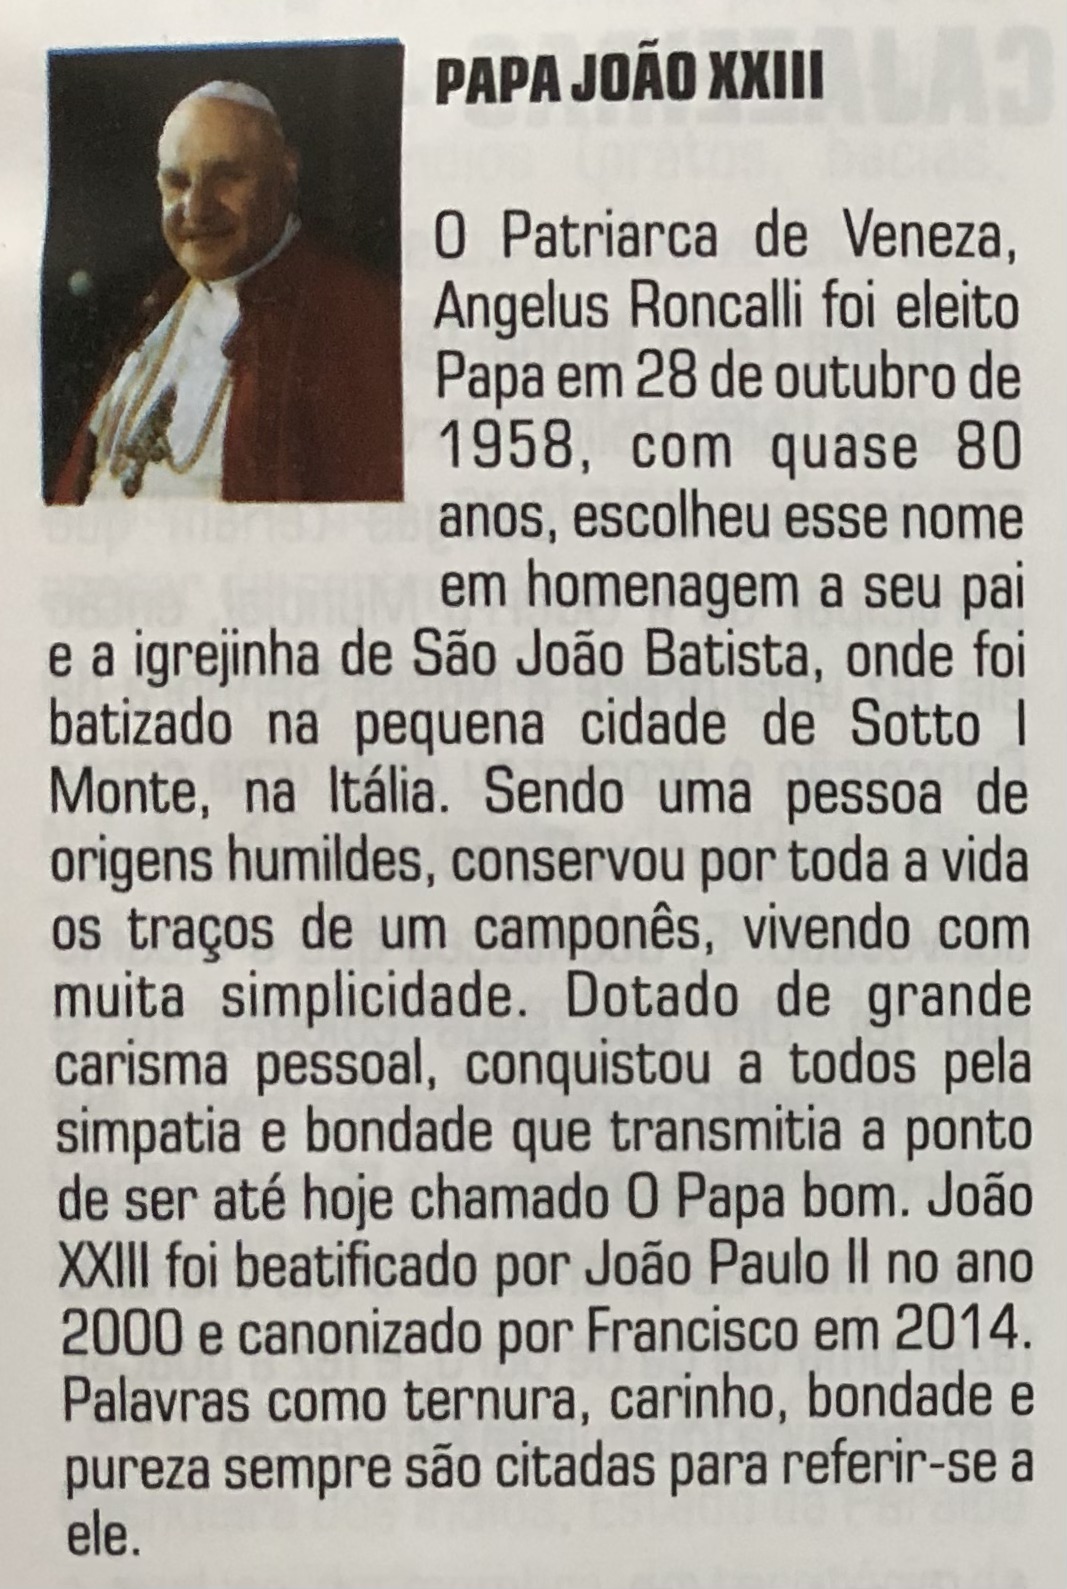 PAPA JOÃO XXIII
O Patriarca de Veneza,
Angelus Roncalli foi eleito
Papa em 28 de outubro de
1958, com quase 80
anos, escolheu esse nome
em homenagem a seu pai
e a igrejinha de São João Batista, onde foi
batizado na pequena cidade de Sotto I
Monte, na Itália. Sendo uma pessoa de
origens humildes, conservou por toda a vida
os traços de um camponês, vivendo com
muita simplicidade. Dotado de grande
carisma pessoal, conquistou a todos pela
simpatia e bondade que transmitia a ponto
de ser até hoje chamado O Papa bom. João
XXIII foi beatificado por João Paulo II no ano
2000 e canonizado por Francisco em 2014.
Palavras como ternura, carinho, bondade e
pureza sempre são citadas para referir-se a
ele.